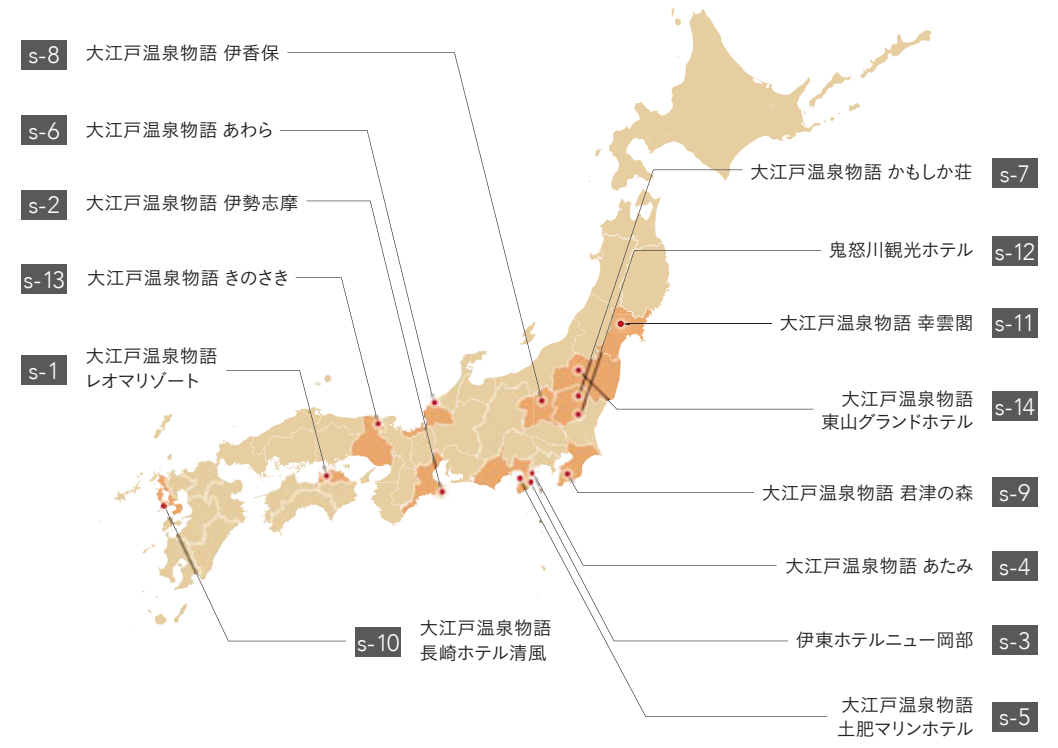 s-8 大江戸温泉物語 伊香保
s-6 大江戸温泉物語 あわら
s-2 大江戸温泉物語 伊勢志摩
s-13 大江戸温泉物語 きのさき
s-1 大江戸温泉物語
レオマリゾート
大江戸温泉物語 かもしか荘 s-7
鬼怒川観光ホテル s-12
大江戸温泉物語 幸雲閣 s-11
大江戸温泉物語
東山グランドホテル s-14
大江戸温泉物語 君津の森 s-9
大江戸温泉物語 あたみ s-4
伊東ホテルニュー岡部 s-3
大江戸温泉物語
土肥マリンホテル s-5
s-10 大江戸温泉物語
長崎ホテル清風